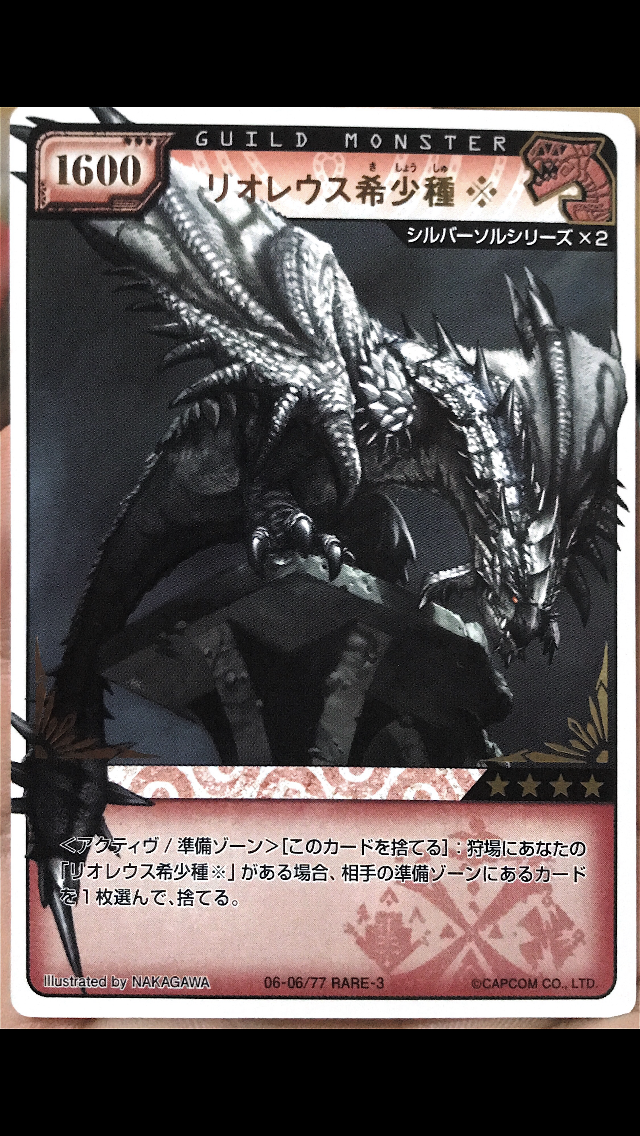 GUILD MONSTER
1600
き しょう しゅ
リオレウス希少種※
シルバーソルシリーズ×2
★★★★
<アクティヴ / 準備ゾーン>[このカードを捨てる]：狩場にあなたの
「リオレウス希少種※」がある場合、相手の準備ゾーンにあるカード
を1枚選んで、捨てる。
Illustrated by NAKAGAWA
06-06/77 RARE-3
©CAPCOM CO., LTD.